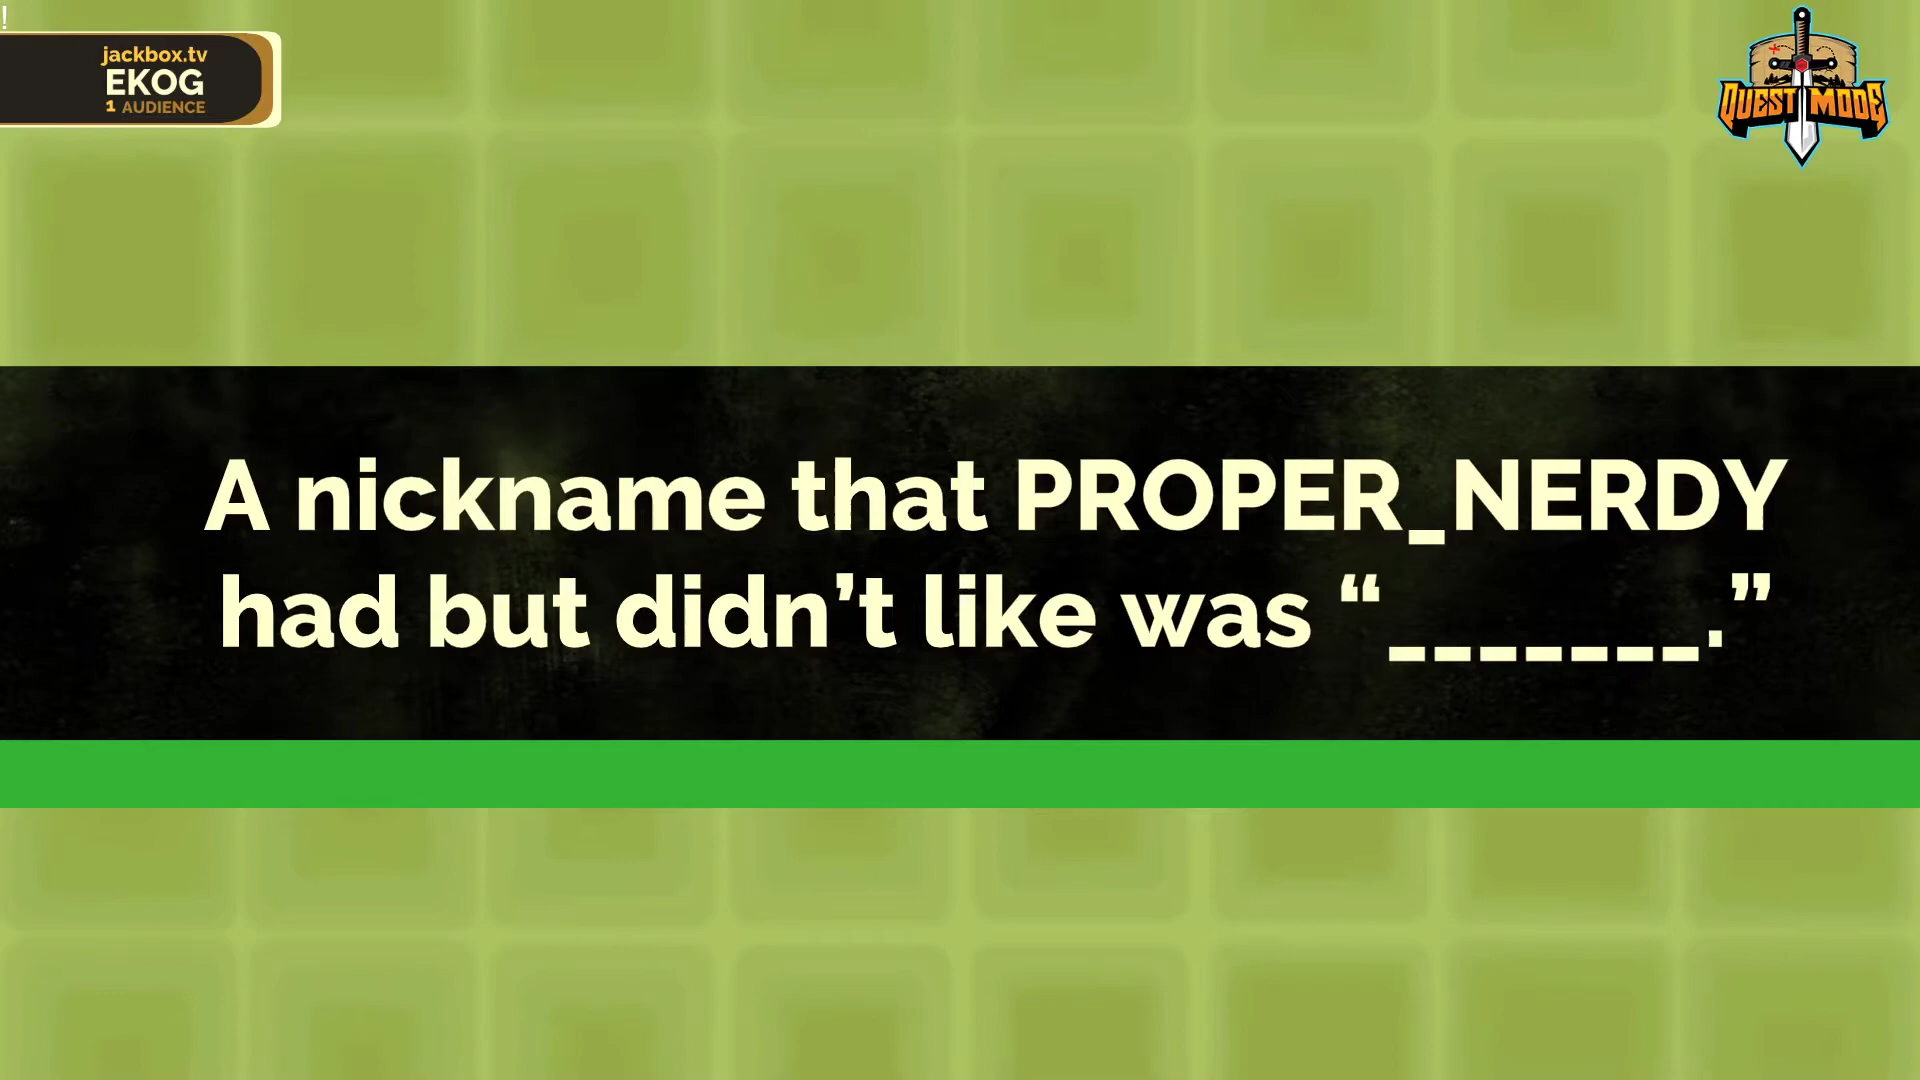 !
jackbox.tv
EKOG
1 AUDIENCE
QUEST MODE
A nickname that PROPER_NERDY
had but didn’t like was “_______.”